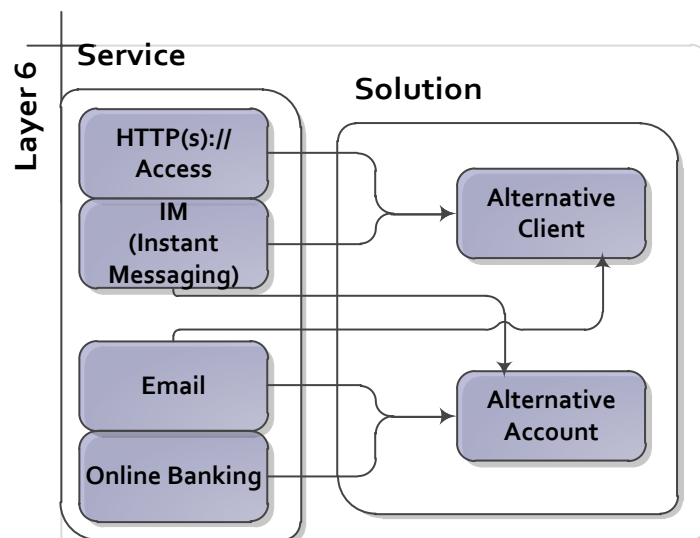 Layer 6
Service
HTTP(s)://
Access
IM
(Instant
Messaging)
Email
Online Banking
Solution
Alternative
Client
Alternative
Account